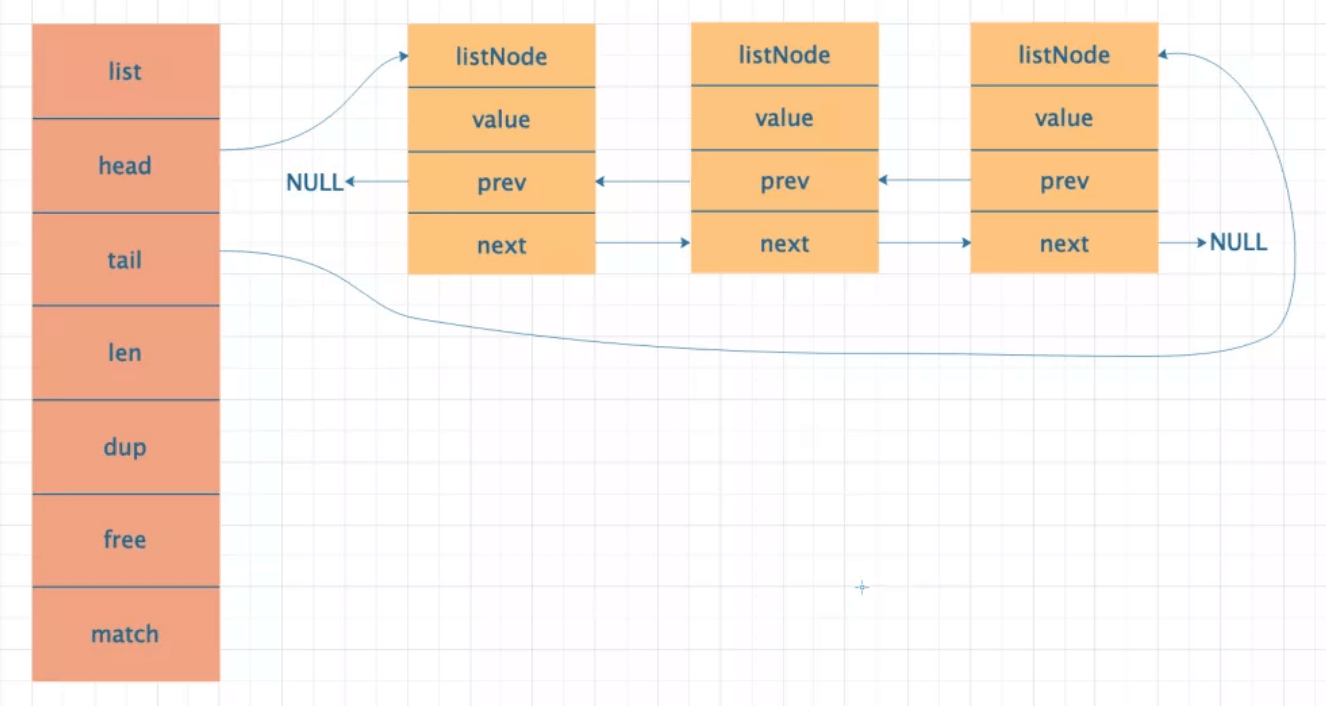 list
head
tail
len
dup
free
match
NULL
listNode
value
prev
next
listNode
value
prev
next
listNode
value
prev
next
NULL